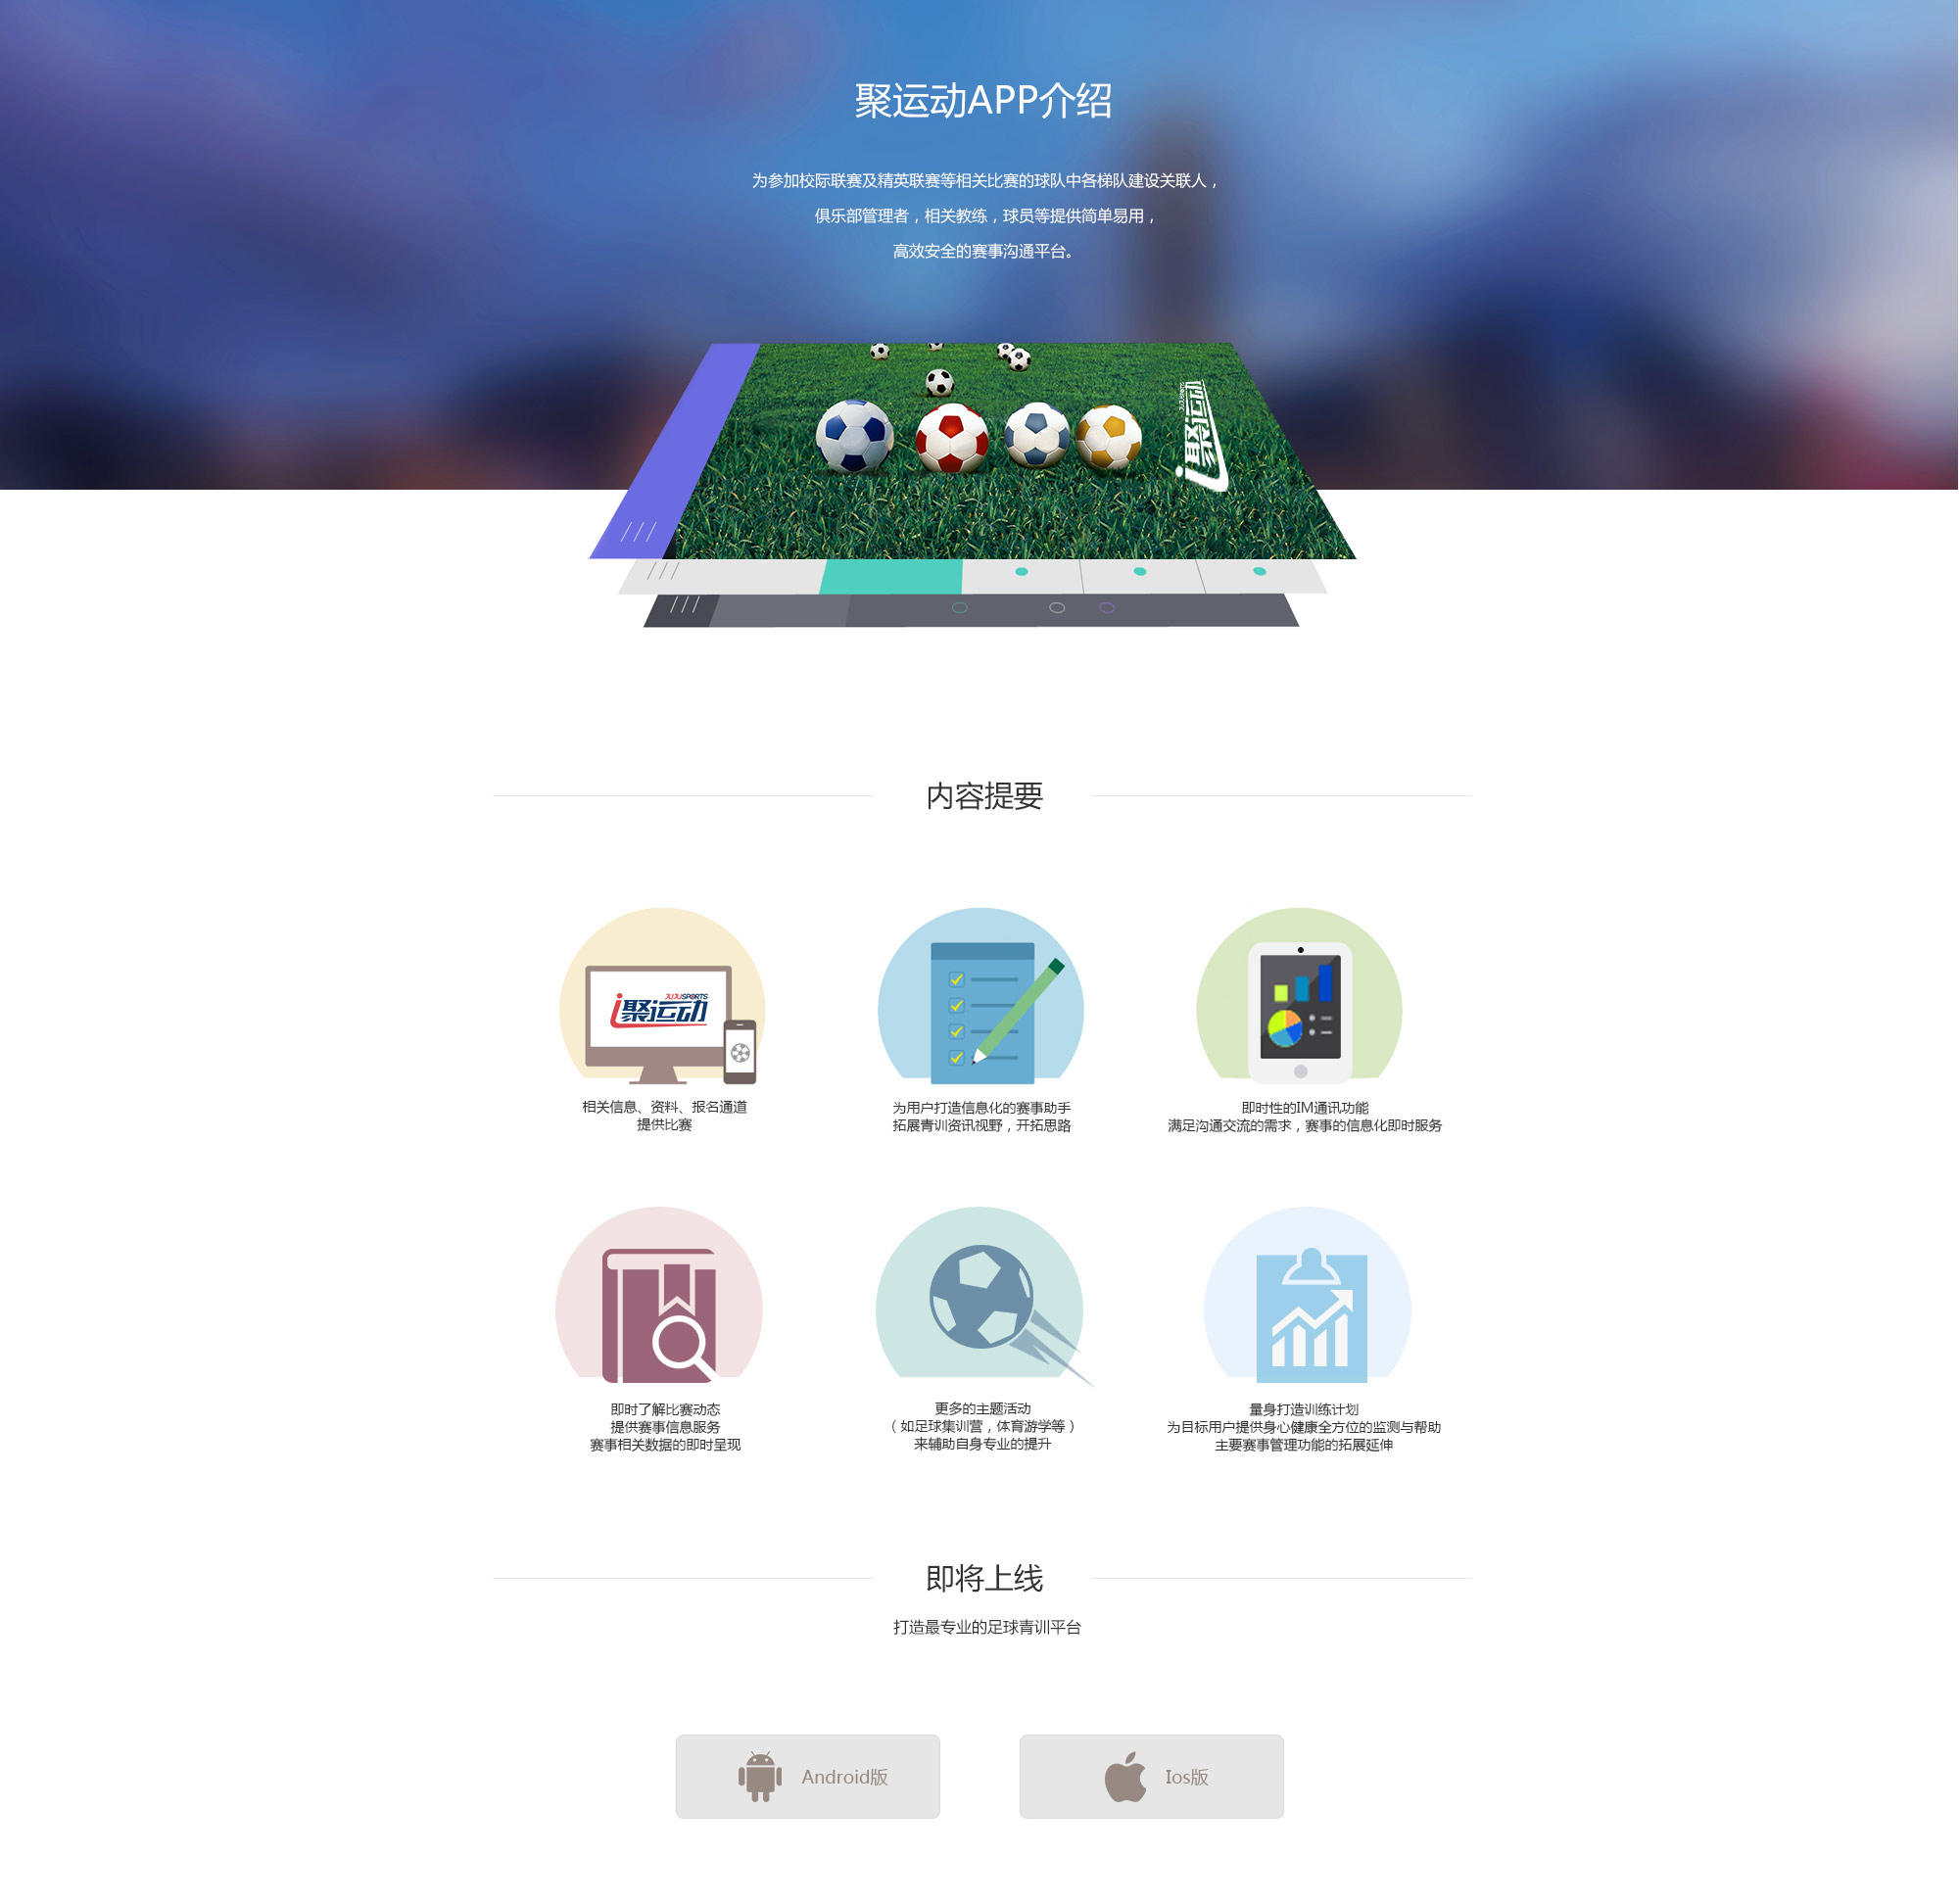 聚运动APP介绍
为参加校际联赛及精英联赛等相关比赛的球队中各梯队建设关联人，
俱乐部管理者，相关教练，球员等提供简单易用，
高效安全的赛事沟通平台。
JUJUSPORTS
聚运动
内容提要
JUJUSPORTS
聚运动
相关信息、资料、报名通道
提供比赛
为用户打造信息化的赛事助手
拓展青训资讯视野，开拓思路
即时性的IM通讯功能
满足沟通交流的需求，赛事的信息化即时服务
即时了解比赛动态
提供赛事信息服务
赛事相关数据的即时呈现
更多的主题活动
（如足球集训营，体育游学等）
来辅助自身专业的提升
量身打造训练计划
为目标用户提供身心健康全方位的监测与帮助
主要赛事管理功能的拓展延伸
即将上线
打造最专业的足球青训平台
Android版
Ios版